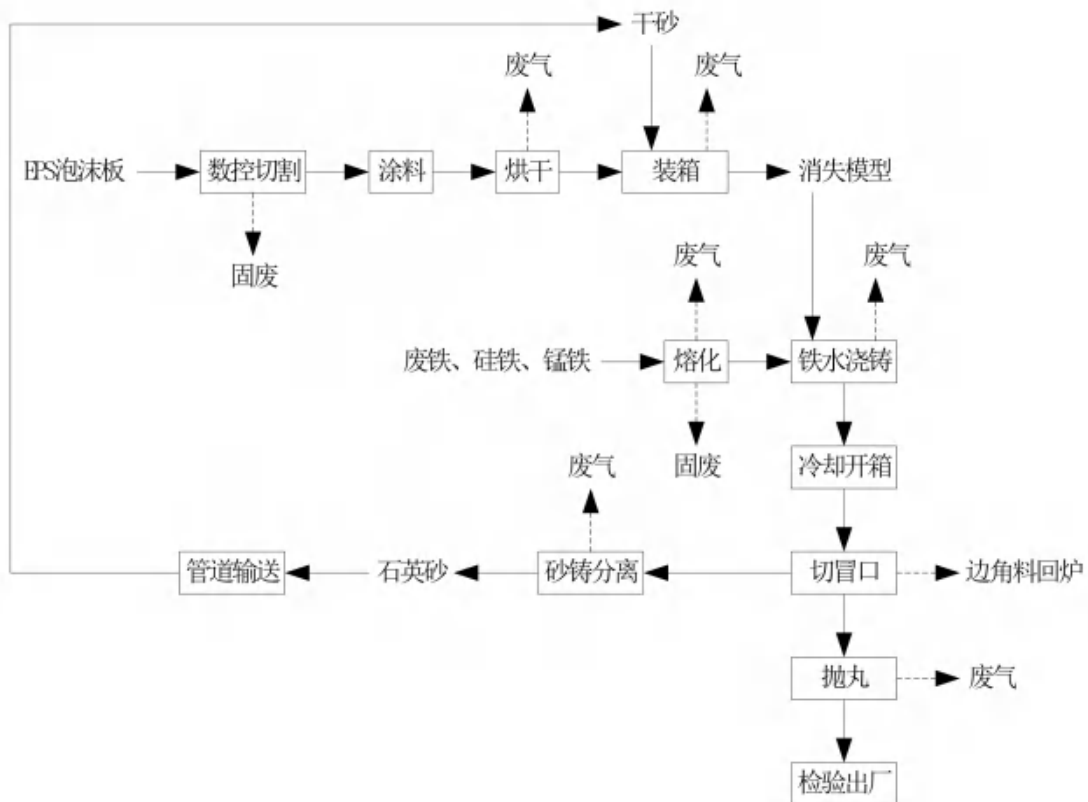 干砂
废气
废气
EPS泡沫板
数控切割
涂料
烘干
装箱
消失模型
固废
废气
废气
废铁、硅铁、锰铁
熔化
铁水浇铸
废气
固废
冷却开箱
管道输送
石英砂
砂铸分离
切冒口
边角料回炉
抛丸
废气
检验出厂